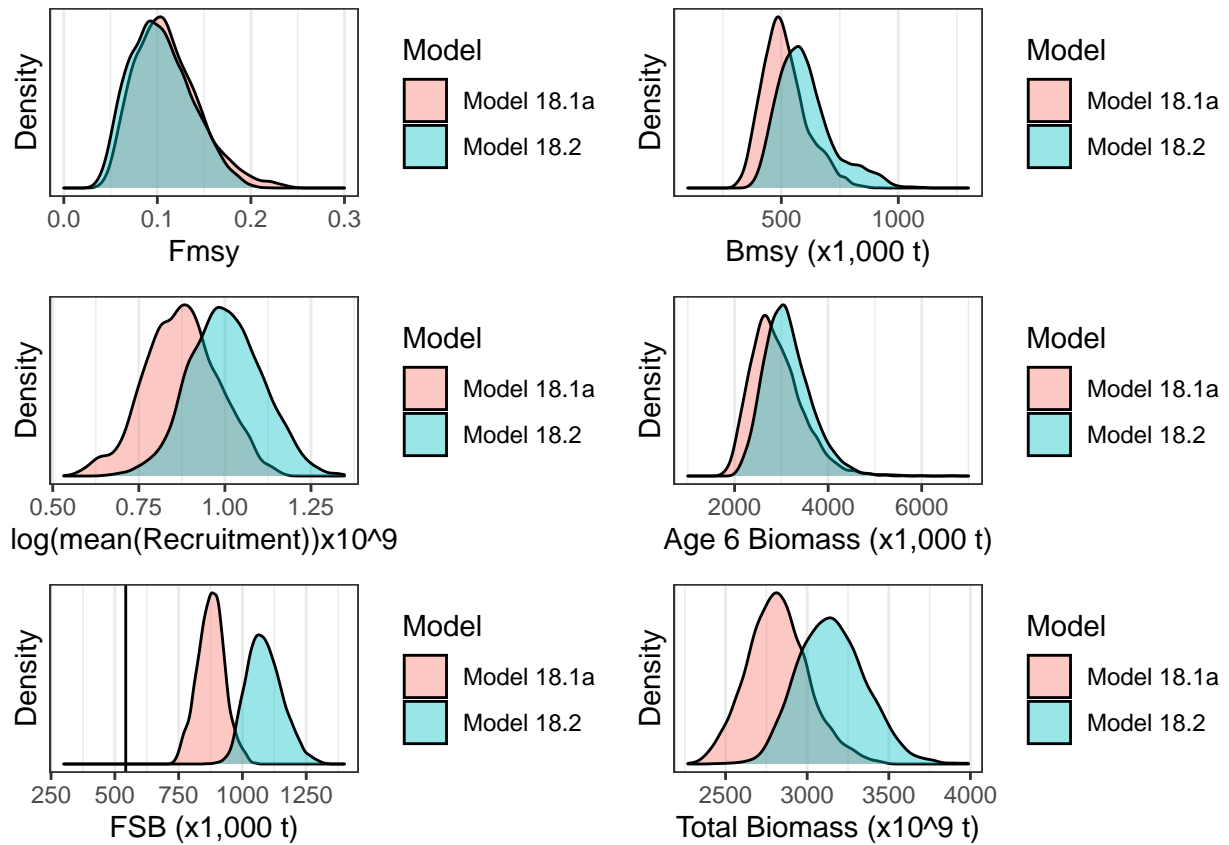 Density
0.0 0.1 0.2 0.3
Fmsy
Model
Model 18.1a
Model 18.2
Density
500 1000
Bmsy (x1,000 t)
Model
Model 18.1a
Model 18.2
Density
0.50 0.75 1.00 1.25
log(mean(Recruitment))x10^9
Model
Model 18.1a
Model 18.2
Density
2000 4000 6000
Age 6 Biomass (x1,000 t)
Model
Model 18.1a
Model 18.2
Density
250 500 750 1000 1250
FSB (x1,000 t)
Model
Model 18.1a
Model 18.2
Density
2500 3000 3500 4000
Total Biomass (x10^9 t)
Model
Model 18.1a
Model 18.2